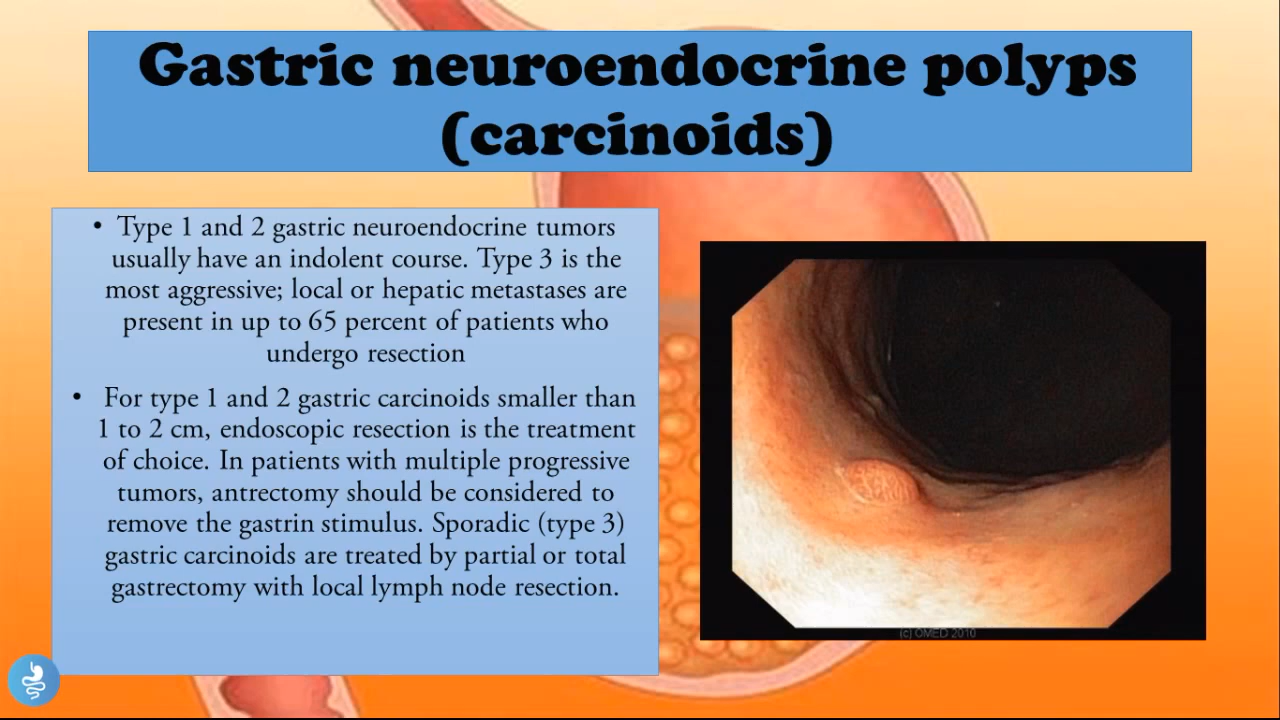 Gastric neuroendocrine polyps
(carcinoids)
• Type 1 and 2 gastric neuroendocrine tumors
usually have an indolent course. Type 3 is the
most aggressive; local or hepatic metastases are
present in up to 65 percent of patients who
undergo resection
• For type 1 and 2 gastric carcinoids smaller than
1 to 2 cm, endoscopic resection is the treatment
of choice. In patients with multiple progressive
tumors, antrectomy should be considered to
remove the gastrin stimulus. Sporadic (type 3)
gastric carcinoids are treated by partial or total
gastrectomy with local lymph node resection.
(c) OMED 2010